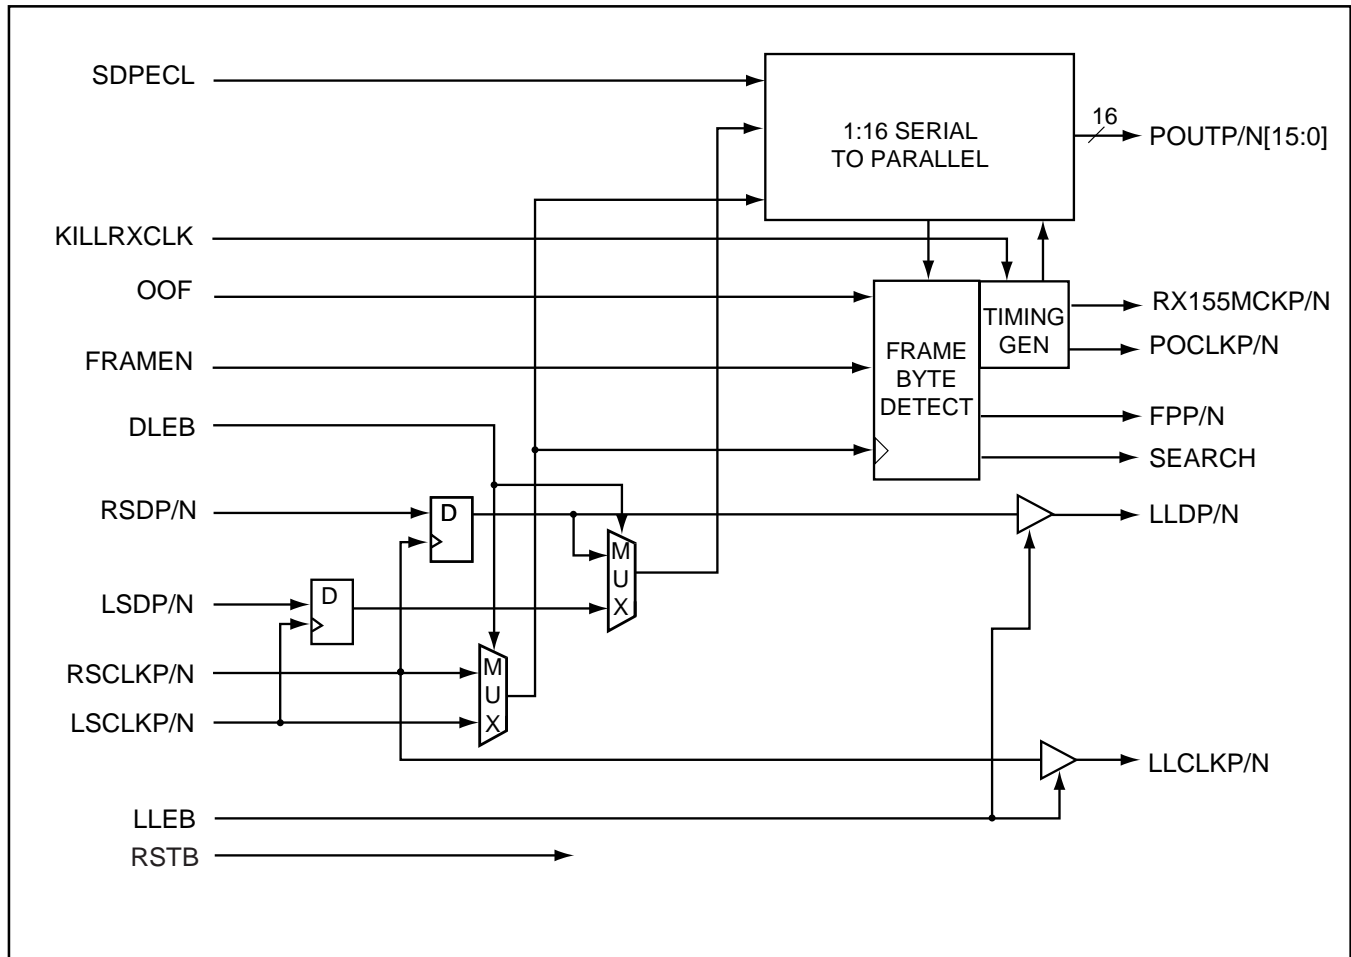 SDPECL
1:16 SERIAL
TO PARALLEL
16
POUTP/N[15:0]
KILLRXCLK
OOF
RX155MCKP/N
TIMING
GEN
POCLKP/N
FRAMEN
FRAME
BYTE
DETECT
FPP/N
DLEB
SEARCH
RSDP/N
D
LLDP/N
M
U
X
LSDP/N
D
RSCLKP/N
M
U
X
LSCLKP/N
LLCLKP/N
LLEB
RSTB